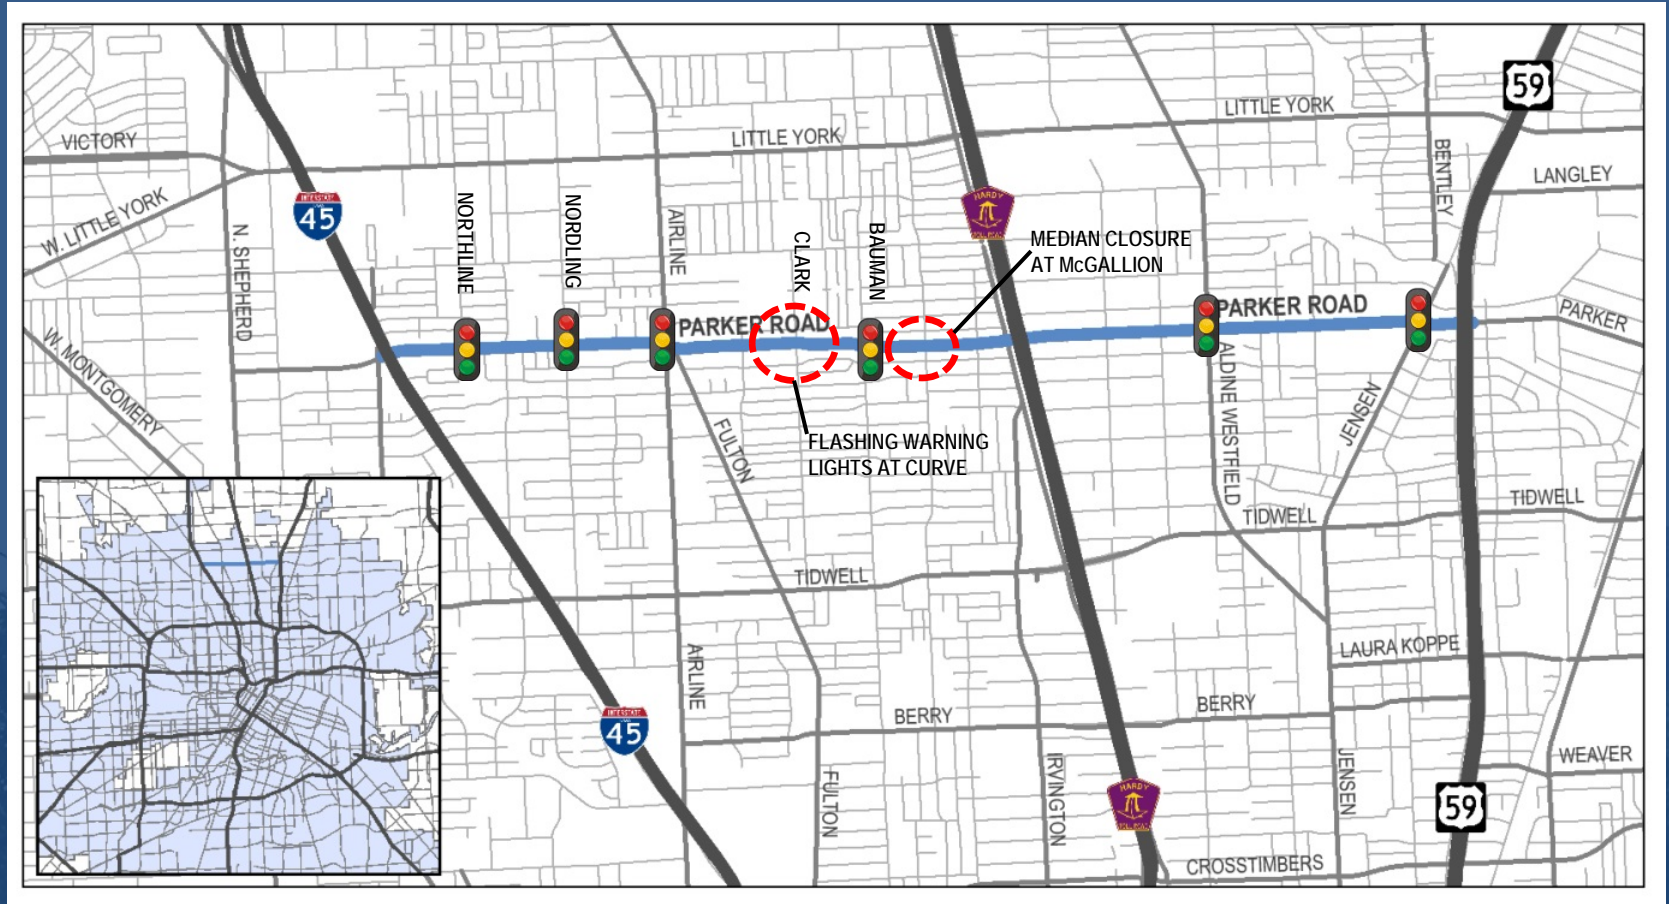 59
LITTLE YORK
LITTLE YORK
VICTORY
BENTLEY
LANGLEY
W. LITTLE YORK
INTERSTATE
45
NORTHLINE
NORDLING
AIRLINE
N. SHEPHERD
CLARK
BAUMAN
HARDY
MEDIAN CLOSURE
AT McGALLION
PARKER ROAD
PARKER ROAD
PARKER
W. MONTGOMERY
FULTON
FLASHING WARNING
LIGHTS AT CURVE
ALDINE WESTFIELD
JENSEN
TIDWELL
TIDWELL
TIDWELL
LAURA KOPPE
AIRLINE
BERRY
BERRY
INTERSTATE
45
FULTON
IRVINGTON
HARDY
JENSEN
WEAVER
59
CROSSTIMBERS